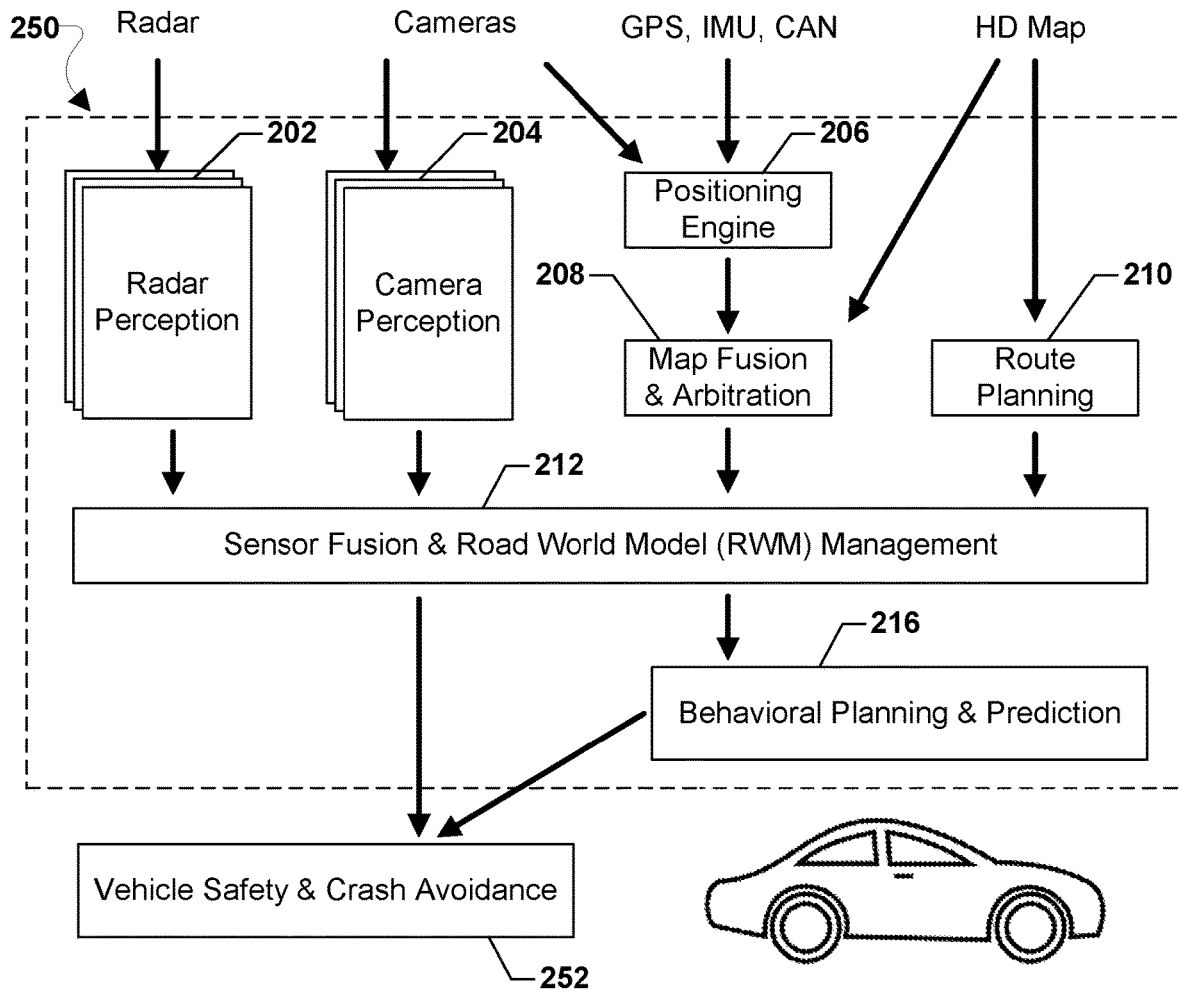 250
Radar
Cameras
GPS, IMU, CAN
HD Map
202
204
206
Positioning
Engine
208
210
Radar
Perception
Camera
Perception
Map Fusion
& Arbitration
Route
Planning
212
Sensor Fusion & Road World Model (RWM) Management
216
Behavioral Planning & Prediction
Vehicle Safety & Crash Avoidance
252